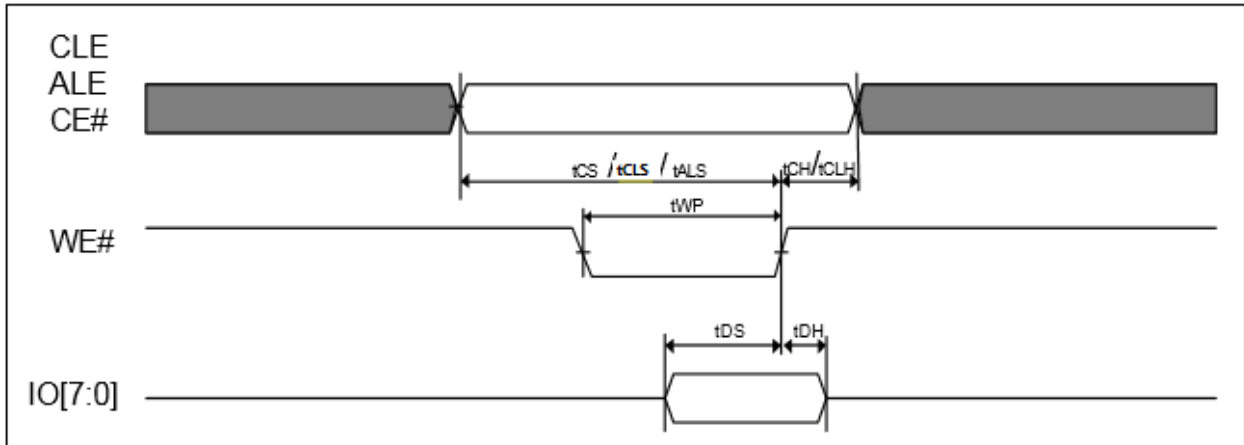 CLE
ALE
CE#
tCS /tCLS / tALS
tCH/tCLH
tWP
WE#
tDS
tDH
IO[7:0]